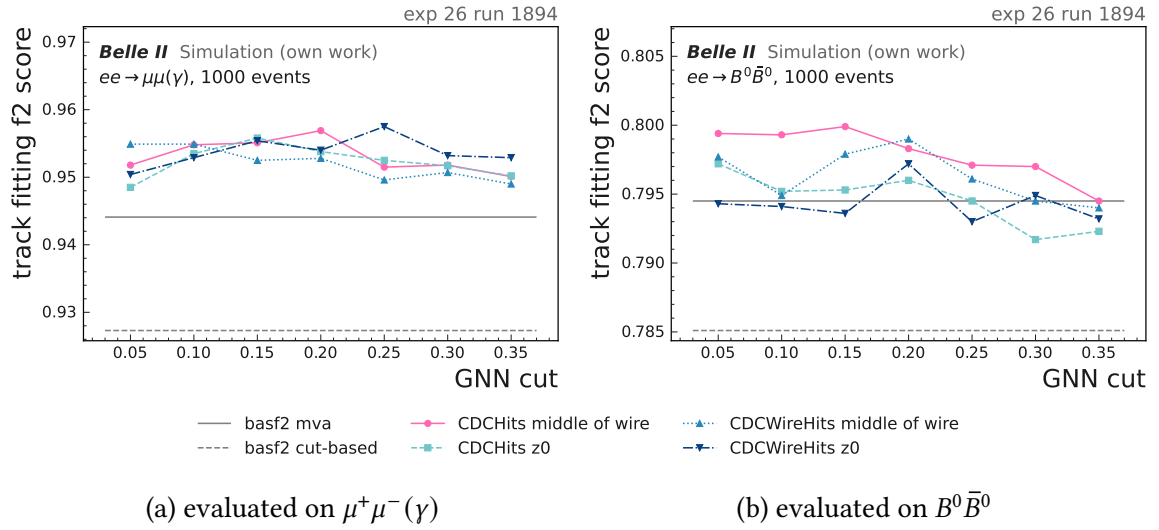 exp 26 run 1894
Belle II Simulation (own work)
ee → μμ(γ), 1000 events
track fitting f2 score
0.97
0.96
0.95
0.94
0.93
0.05 0.10 0.15 0.20 0.25 0.30 0.35
GNN cut
exp 26 run 1894
Belle II Simulation (own work)
ee → B⁰B̄⁰, 1000 events
track fitting f2 score
0.805
0.800
0.795
0.790
0.785
0.05 0.10 0.15 0.20 0.25 0.30 0.35
GNN cut
basf2 mva
basf2 cut-based
CDCHits middle of wire
CDCHits z0
CDCWireHits middle of wire
CDCWireHits z0
(a) evaluated on μ⁺μ⁻(γ)
(b) evaluated on B⁰B̄⁰